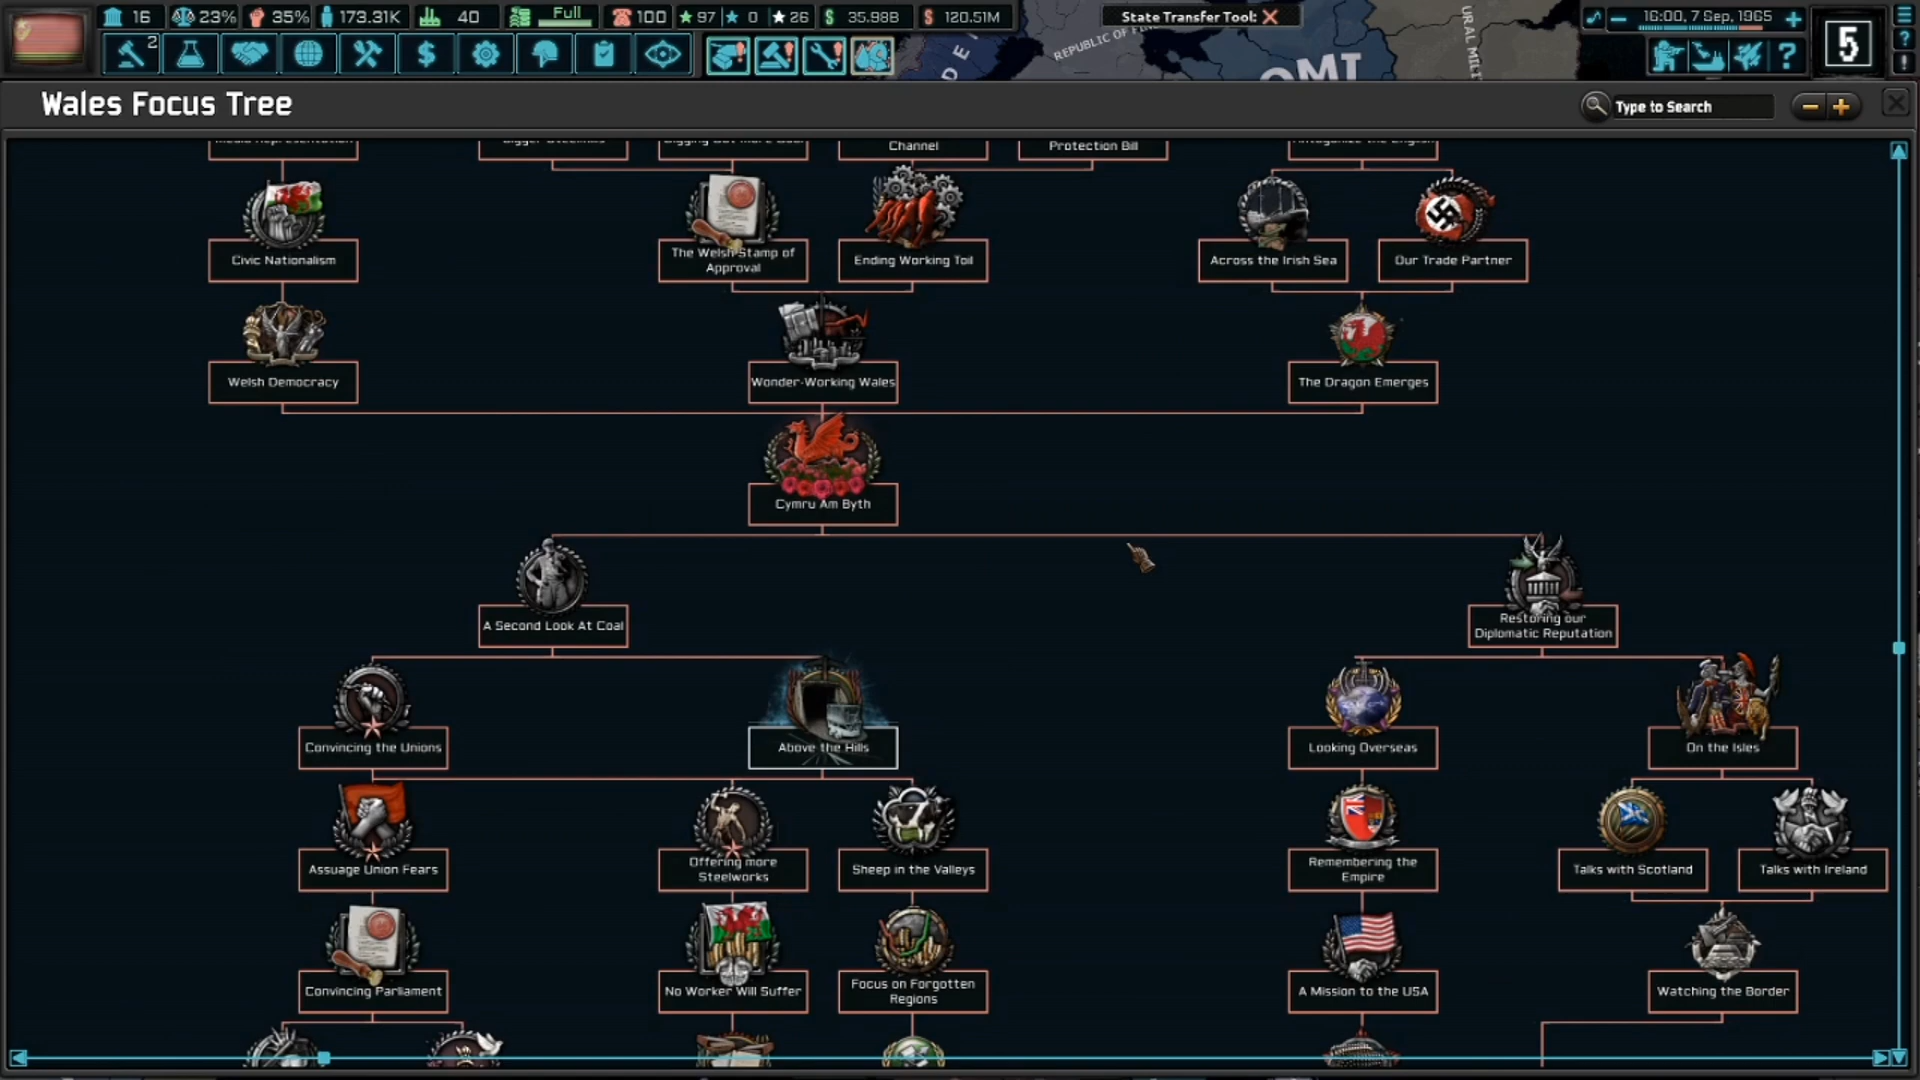 16 23% 35% 173.31K 40 Full 100 97 0 26 $ 35.98B $ 120.51M
State Transfer Tool:
16:00, 7 Sep, 1965
5
2
REPUBLIC OF
OMI
URAL MILI
Wales Focus Tree
Type to Search
Channel
Protection Bill
Civic Nationalism
The Welsh Stamp of
Approval
Ending Working Toil
Across the Irish Sea
Our Trade Partner
Welsh Democracy
Wonder-Working Wales
The Dragon Emerges
Cymru Am Byth
A Second Look At Coal
Restoring our
Diplomatic Reputation
Convincing the Unions
Above the Hills
Looking Overseas
On the Isles
Assuage Union Fears
Offering more
Steelworks
Sheep in the Valleys
Remembering the
Empire
Talks with Scotland
Talks with Ireland
Convincing Parliament
No Worker Will Suffer
Focus on Forgotten
Regions
A Mission to the USA
Watching the Border